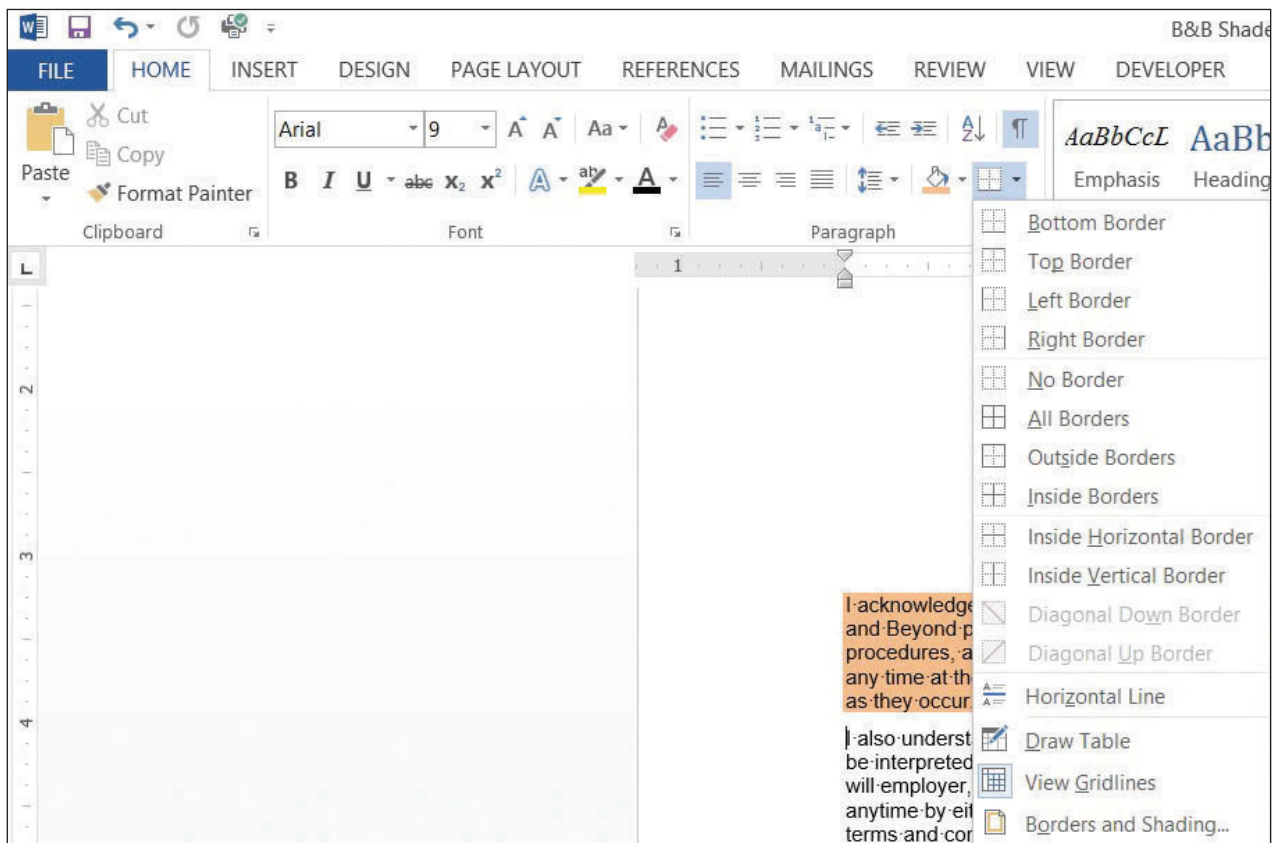 B&B Shade
FILE HOME INSERT DESIGN PAGE LAYOUT REFERENCES MAILINGS REVIEW VIEW DEVELOPER
Cut
Copy
Paste
Format Painter
Clipboard
Arial 9
Font
Paragraph
AaBbCcL AaBb
Emphasis Heading
L
1
2
3
4
Bottom Border
Top Border
Left Border
Right Border
No Border
All Borders
Outside Borders
Inside Borders
Inside Horizontal Border
Inside Vertical Border
Diagonal Down Border
Diagonal Up Border
Horizontal Line
Draw Table
View Gridlines
Borders and Shading...
I·acknowledge
and·Beyond·p
procedures,·a
any·time·at·th
as·they·occur.
I·also·underst
be·interpreted
will·employer,
anytime·by·eit
terms·and·cor